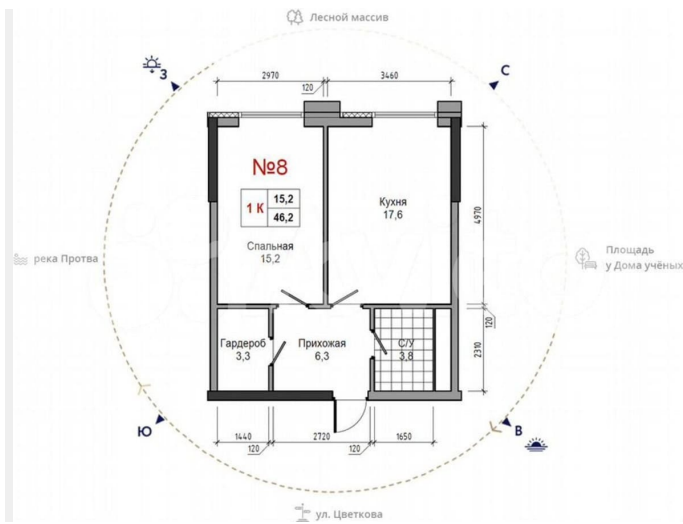 Лесной массив
З
С
2970
3460
120
№8
1 К
15,2
46,2
Кухня
17,6
4970
Спальная
15,2
река Протва
Площадь
у Дома учёных
120
Гардероб
3,3
Прихожая
6,3
С/У
3,8
2310
Ю
В
1440
2720
1650
120
120
ул. Цветкова